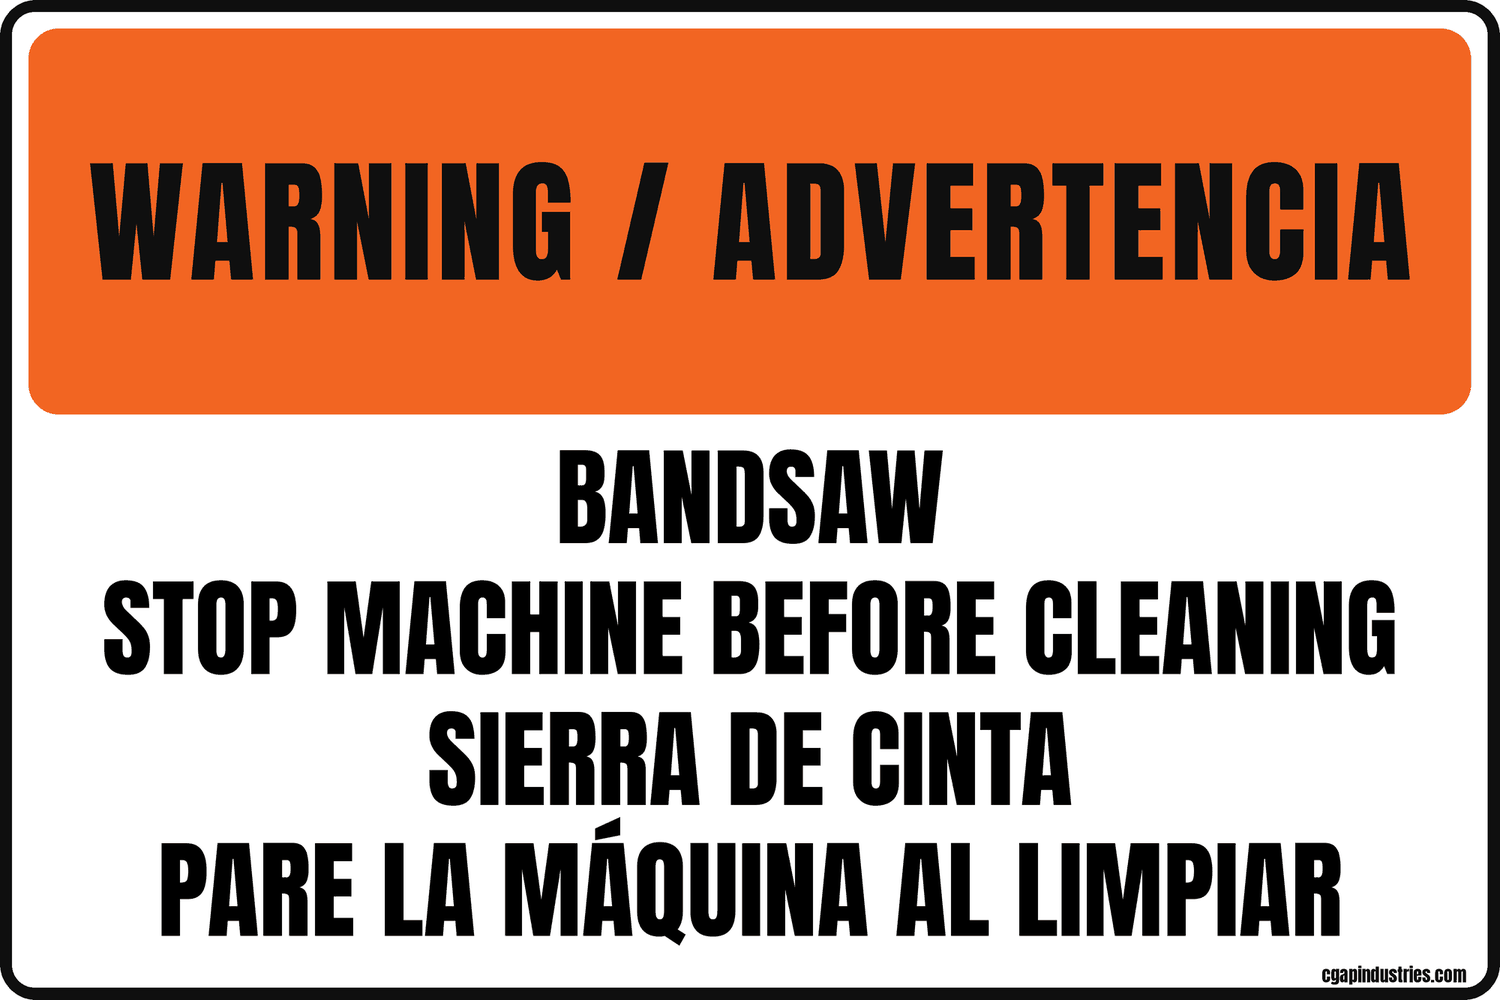 WARNING / ADVERTENCIA
BANDSAW
STOP MACHINE BEFORE CLEANING
SIERRA DE CINTA
PARE LA MÁQUINA AL LIMPIAR
cgapindustries.com